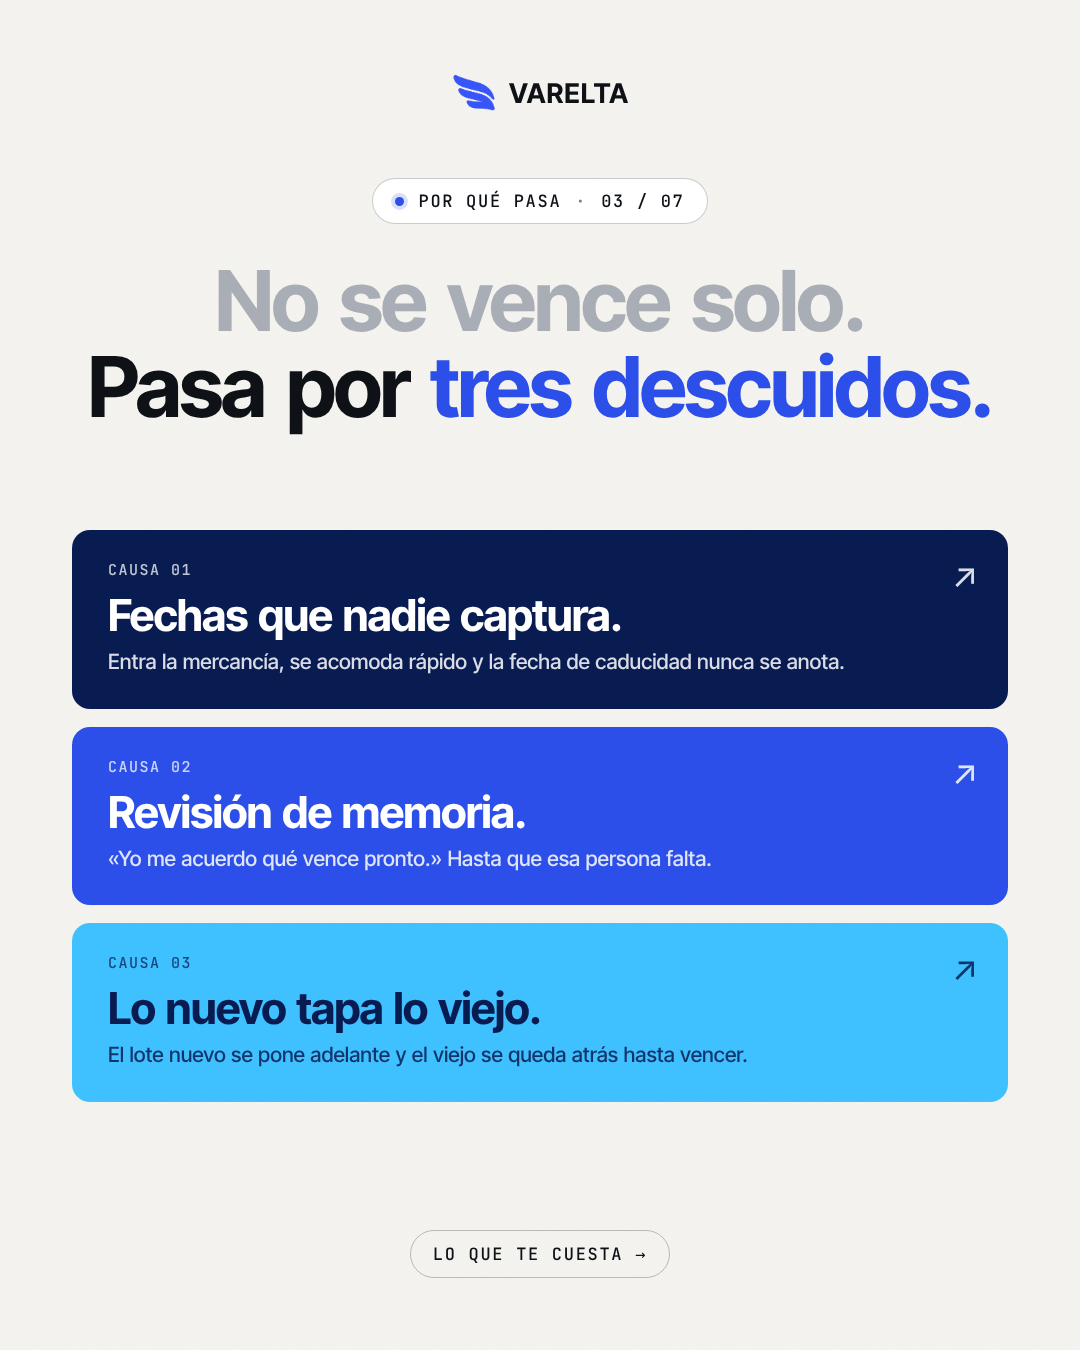 VARELTA
POR QUÉ PASA · 03 / 07
No se vence solo.
Pasa por tres descuidos.
CAUSA 01
Fechas que nadie captura.
Entra la mercancía, se acomoda rápido y la fecha de caducidad nunca se anota.
CAUSA 02
Revisión de memoria.
«Yo me acuerdo qué vence pronto.» Hasta que esa persona falta.
CAUSA 03
Lo nuevo tapa lo viejo.
El lote nuevo se pone adelante y el viejo se queda atrás hasta vencer.
LO QUE TE CUESTA →